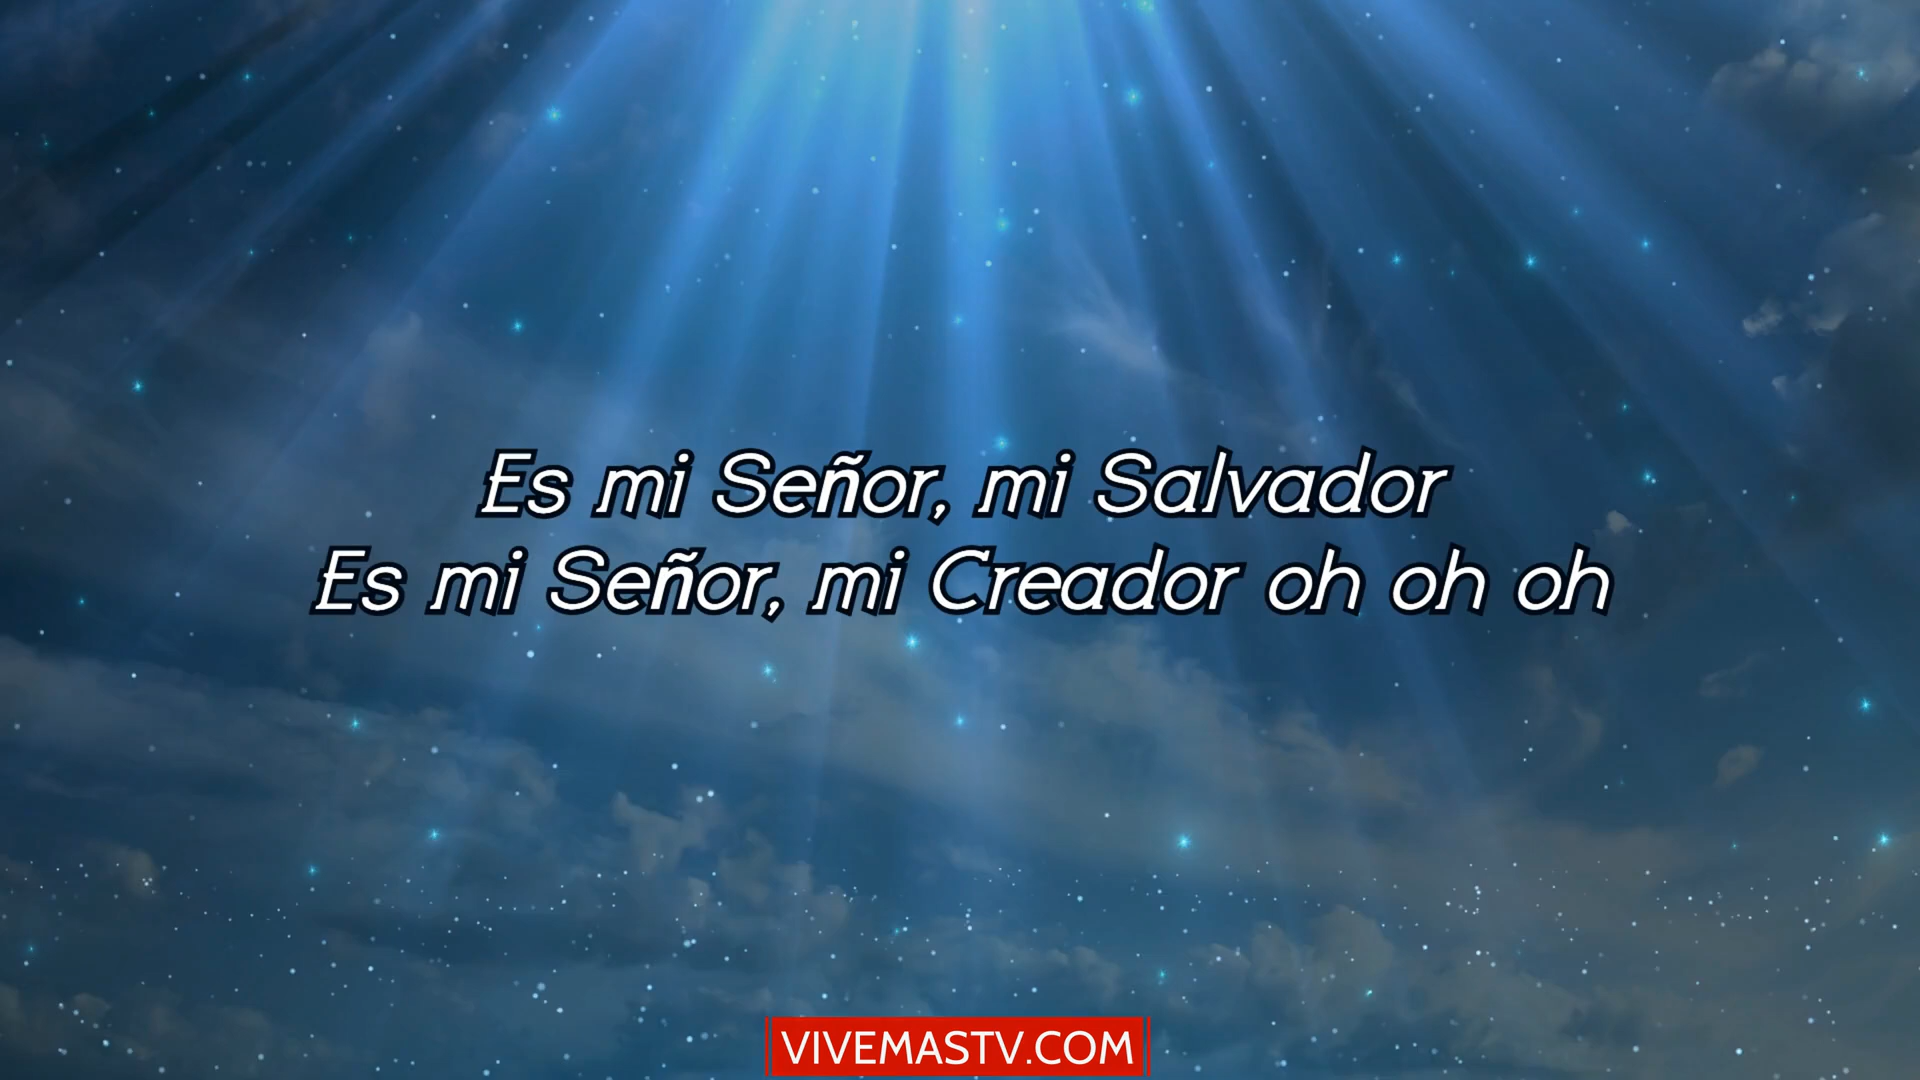 Es mi Señor, mi Salvador
Es mi Señor, mi Creador oh oh oh
VIVEMASTV.COM